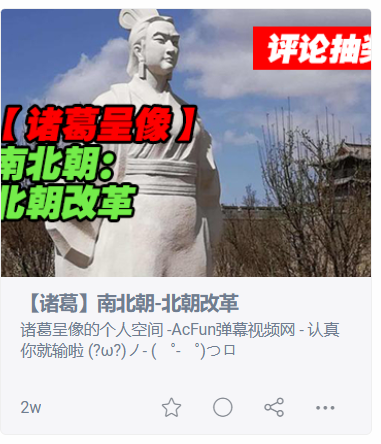 评论抽奖
【诸葛呈像】
南北朝：
北朝改革
【诸葛】南北朝-北朝改革
诸葛呈像的个人空间 -AcFun弹幕视频网 - 认真
你就输啦 (?ω?)ノ- (　゜- ゜)つロ
2w